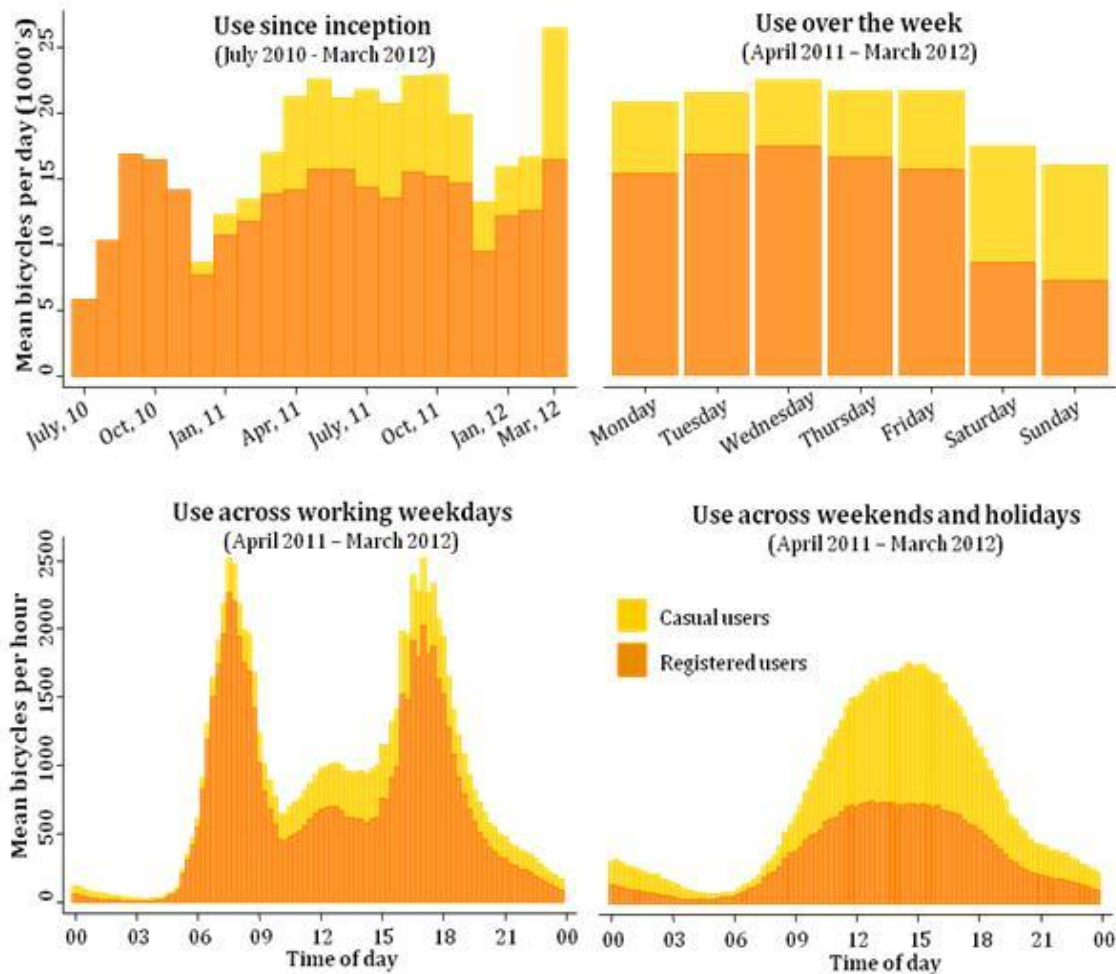 Use since inception
(July 2010 - March 2012)
Mean bicycles per day (1000's)
25
20
15
10
5
0
July, 10
Oct, 10
Jan, 11
Apr, 11
July, 11
Oct, 11
Jan, 12
Mar, 12
Use over the week
(April 2011 – March 2012)
Monday
Tuesday
Wednesday
Thursday
Friday
Saturday
Sunday
Use across working weekdays
(April 2011 – March 2012)
Mean bicycles per hour
2500
2000
1500
1000
500
0
00 03 06 09 12 15 18 21 00
Time of day
Use across weekends and holidays
(April 2011 – March 2012)
Casual users
Registered users
00 03 06 09 12 15 18 21 00
Time of day